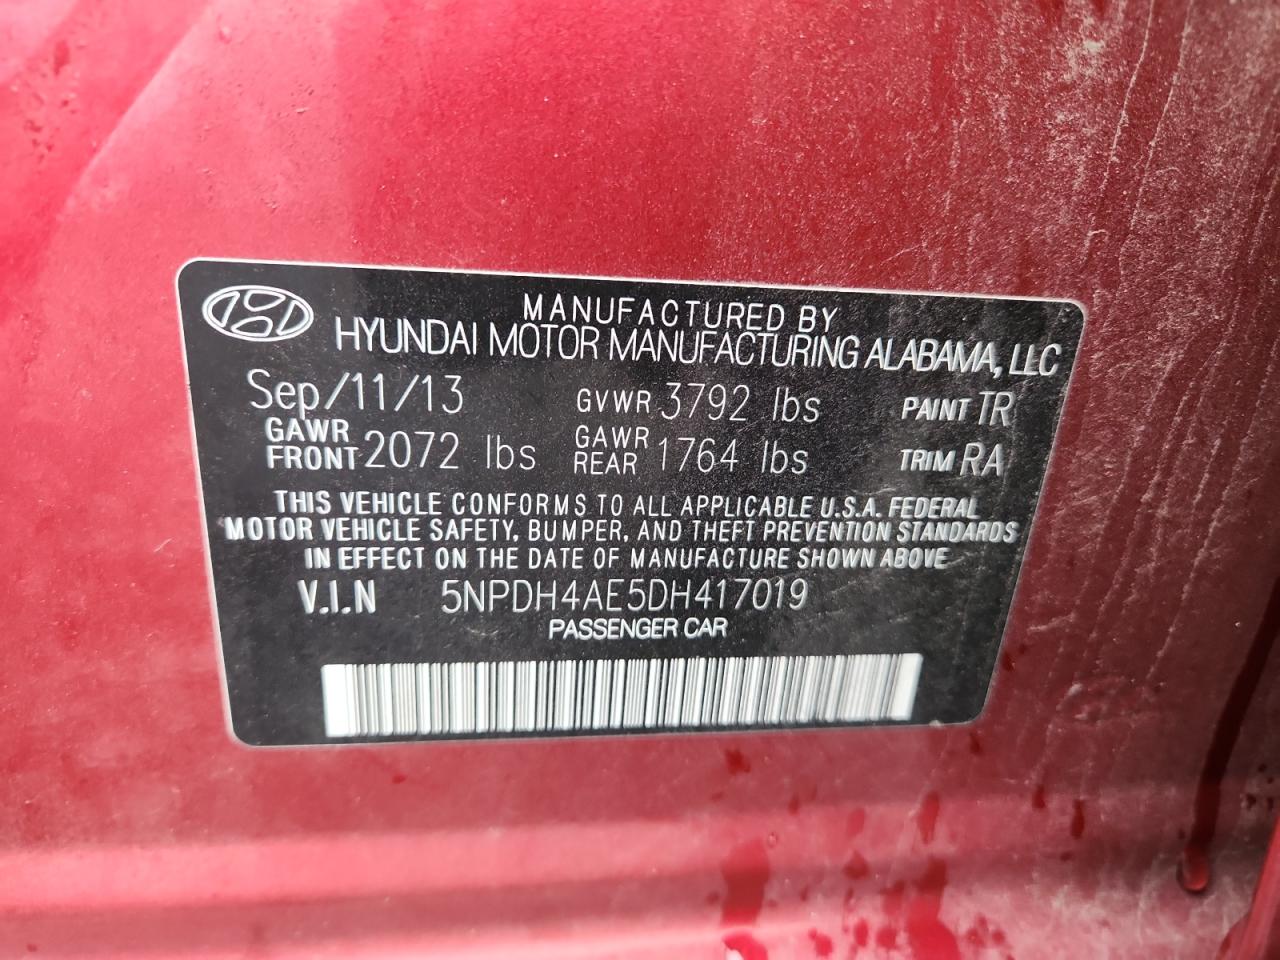 MANUFACTURED BY
HYUNDAI MOTOR MANUFACTURING ALABAMA, LLC
Sep/11/13 GVWR 3792 lbs PAINT TR
GAWR FRONT 2072 lbs GAWR REAR 1764 lbs TRIM RA
THIS VEHICLE CONFORMS TO ALL APPLICABLE U.S.A. FEDERAL
MOTOR VEHICLE SAFETY, BUMPER, AND THEFT PREVENTION STANDARDS
IN EFFECT ON THE DATE OF MANUFACTURE SHOWN ABOVE
V.I.N 5NPDH4AE5DH417019
PASSENGER CAR